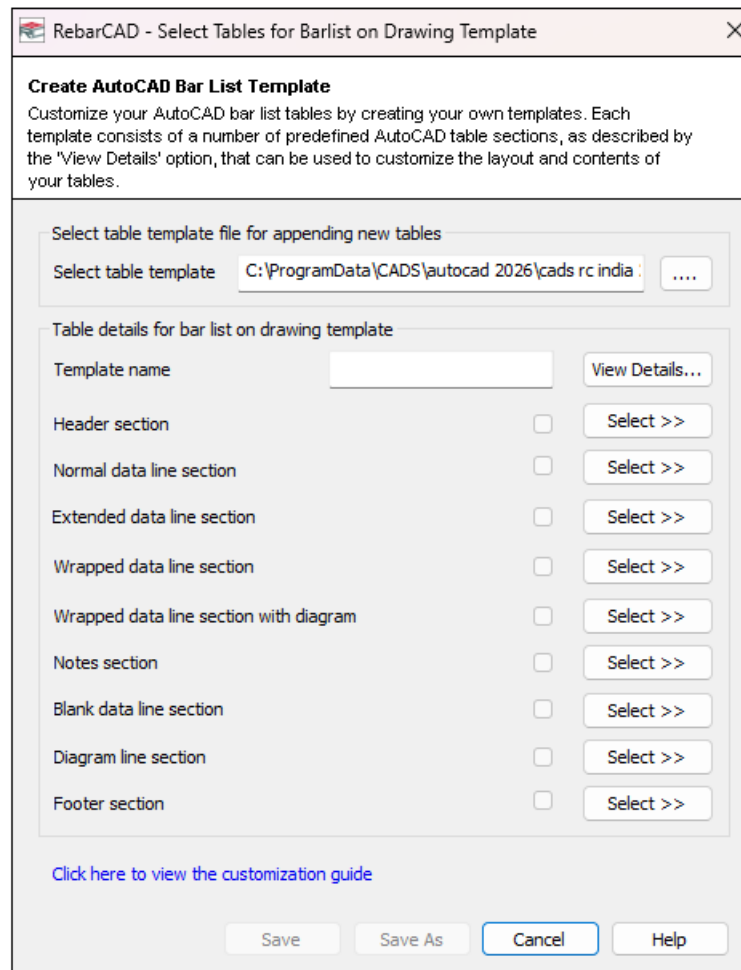 RebarCAD - Select Tables for Barlist on Drawing Template
Create AutoCAD Bar List Template
Customize your AutoCAD bar list tables by creating your own templates. Each
template consists of a number of predefined AutoCAD table sections, as described by
the 'View Details' option, that can be used to customize the layout and contents of
your tables.
Select table template file for appending new tables
Select table template C:\ProgramData\CADS\autocad 2026\cads rc india ....
Table details for bar list on drawing template
Template name View Details...
Header section Select >>
Normal data line section Select >>
Extended data line section Select >>
Wrapped data line section Select >>
Wrapped data line section with diagram Select >>
Notes section Select >>
Blank data line section Select >>
Diagram line section Select >>
Footer section Select >>
Click here to view the customization guide
Save Save As Cancel Help